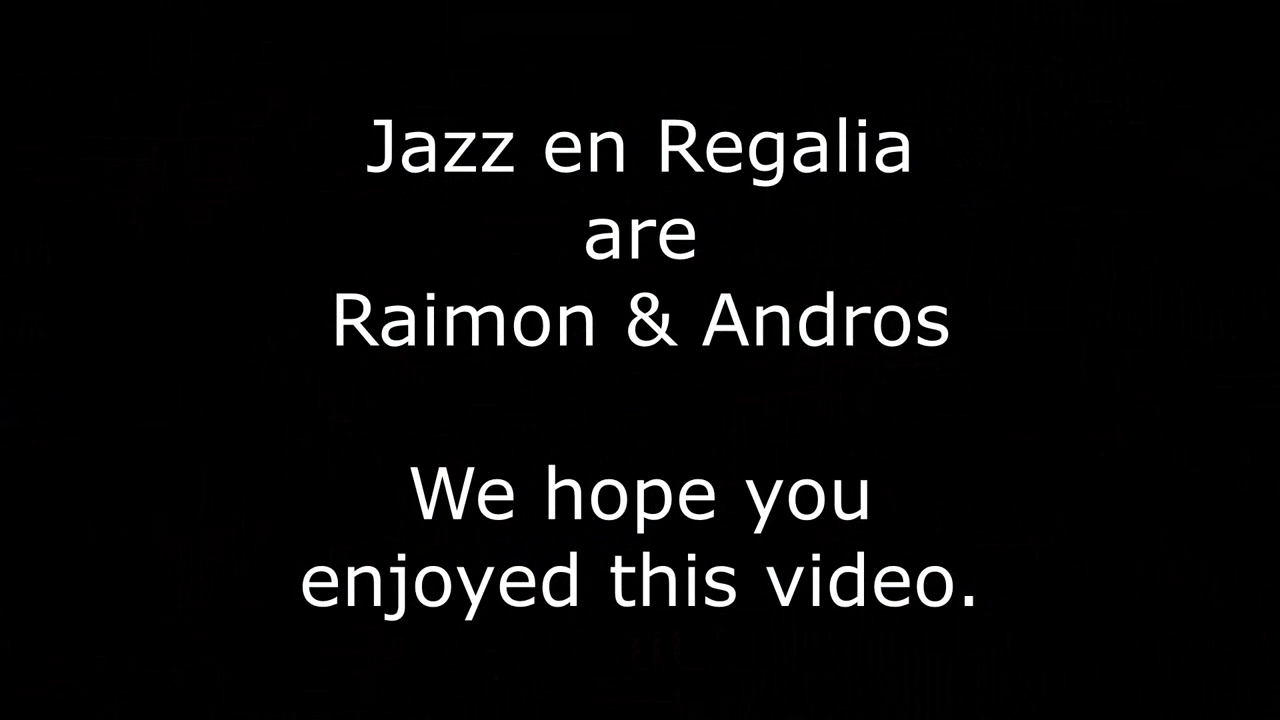 Jazz en Regalia
are
Raimon & Andros
We hope you
enjoyed this video.